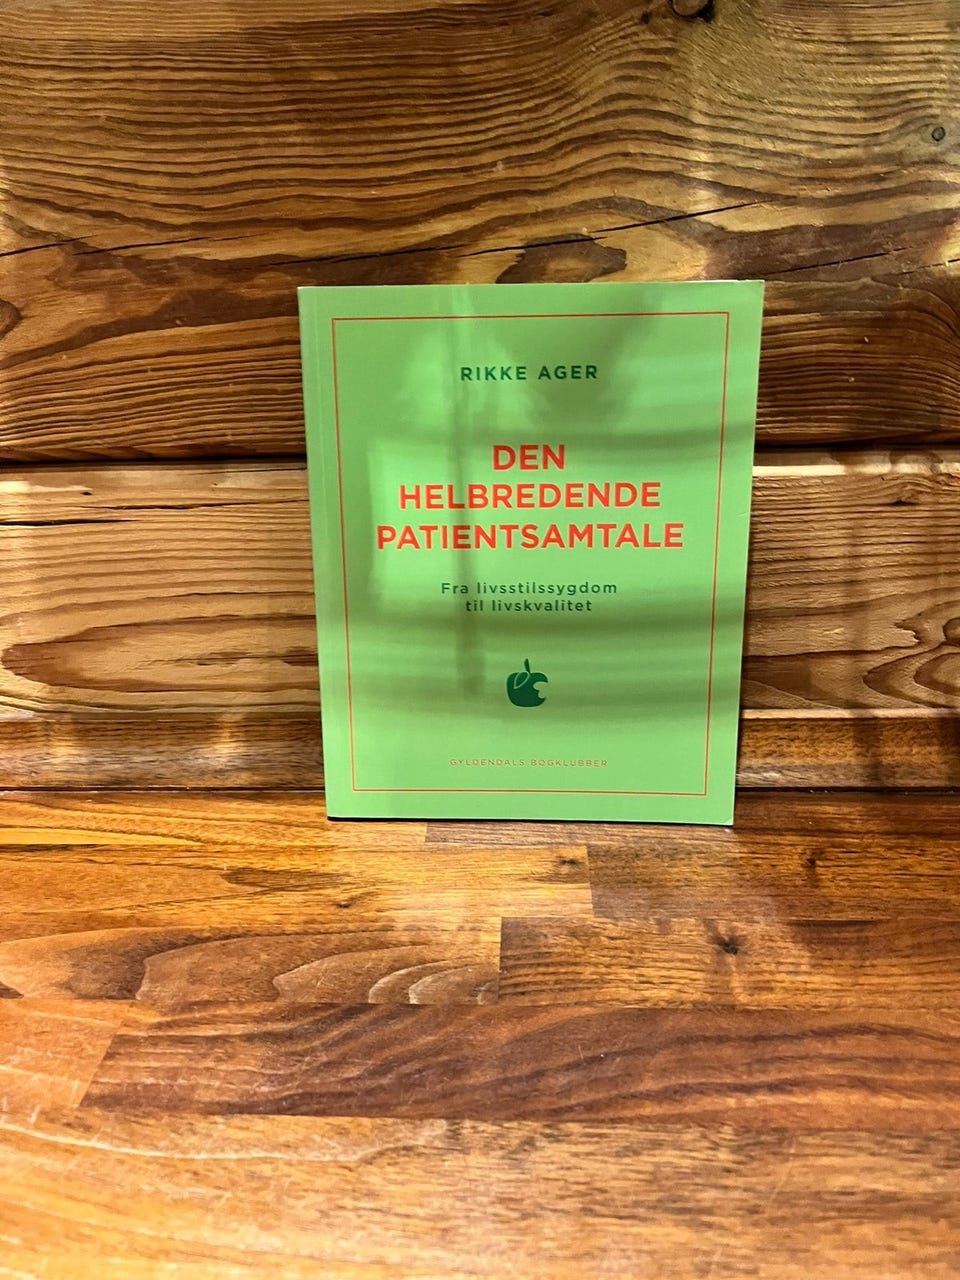 RIKKE AGER
DEN
HELBREDENDE
PATIENTSAMTALE
Fra livsstilssygdom
til livskvalitet
GYLDENDALS BOGKLUBBER